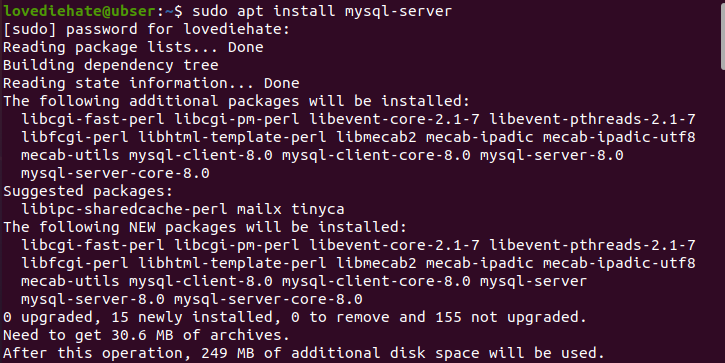 lovediehate@ubser:~$ sudo apt install mysql-server
[sudo] password for lovediehate:
Reading package lists... Done
Building dependency tree
Reading state information... Done
The following additional packages will be installed:
  libcgi-fast-perl libcgi-pm-perl libevent-core-2.1-7 libevent-pthreads-2.1-7
  libfcgi-perl libhtml-template-perl libmecab2 mecab-ipadic mecab-ipadic-utf8
  mecab-utils mysql-client-8.0 mysql-client-core-8.0 mysql-server-8.0
  mysql-server-core-8.0
Suggested packages:
  libipc-sharedcache-perl mailx tinyca
The following NEW packages will be installed:
  libcgi-fast-perl libcgi-pm-perl libevent-core-2.1-7 libevent-pthreads-2.1-7
  libfcgi-perl libhtml-template-perl libmecab2 mecab-ipadic mecab-ipadic-utf8
  mecab-utils mysql-client-8.0 mysql-client-core-8.0 mysql-server
  mysql-server-8.0 mysql-server-core-8.0
0 upgraded, 15 newly installed, 0 to remove and 155 not upgraded.
Need to get 30.6 MB of archives.
After this operation, 249 MB of additional disk space will be used.